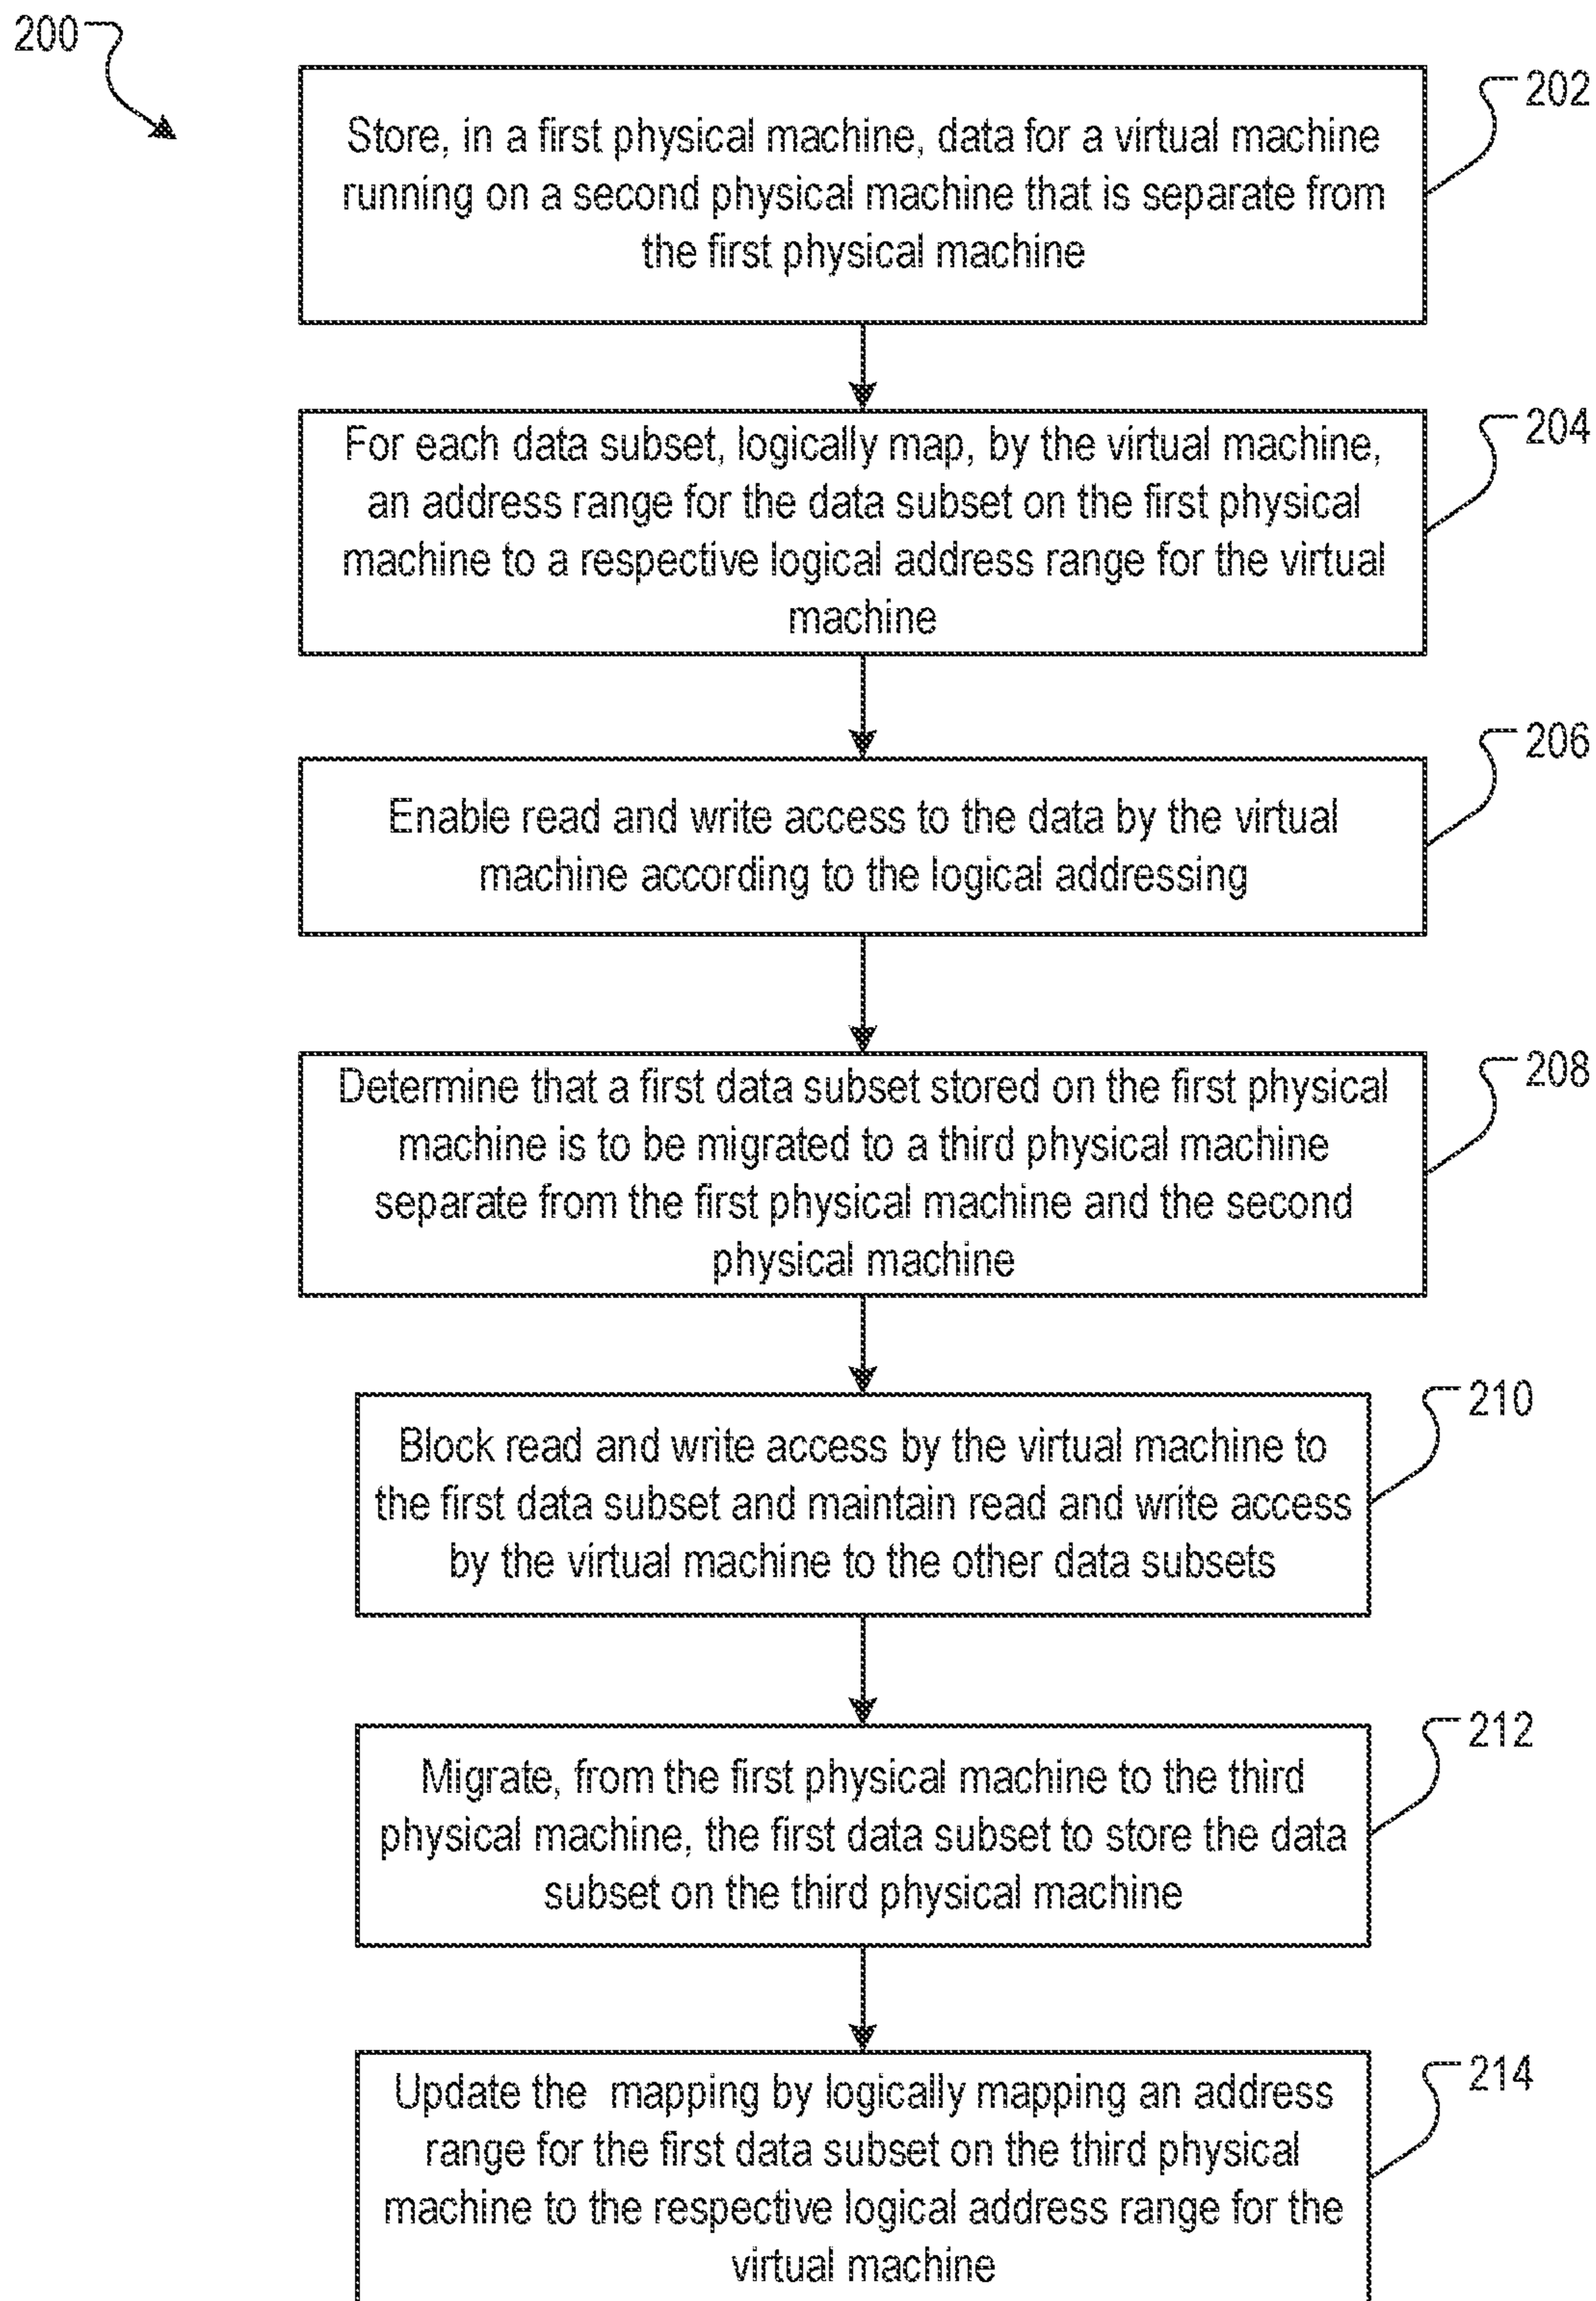 200
202
Store, in a first physical machine, data for a virtual machine
running on a second physical machine that is separate from
the first physical machine
204
For each data subset, logically map, by the virtual machine,
an address range for the data subset on the first physical
machine to a respective logical address range for the virtual
machine
206
Enable read and write access to the data by the virtual
machine according to the logical addressing
208
Determine that a first data subset stored on the first physical
machine is to be migrated to a third physical machine
separate from the first physical machine and the second
physical machine
210
Block read and write access by the virtual machine to
the first data subset and maintain read and write access
by the virtual machine to the other data subsets
212
Migrate, from the first physical machine to the third
physical machine, the first data subset to store the data
subset on the third physical machine
214
Update the mapping by logically mapping an address
range for the first data subset on the third physical
machine to the respective logical address range for the
virtual machine